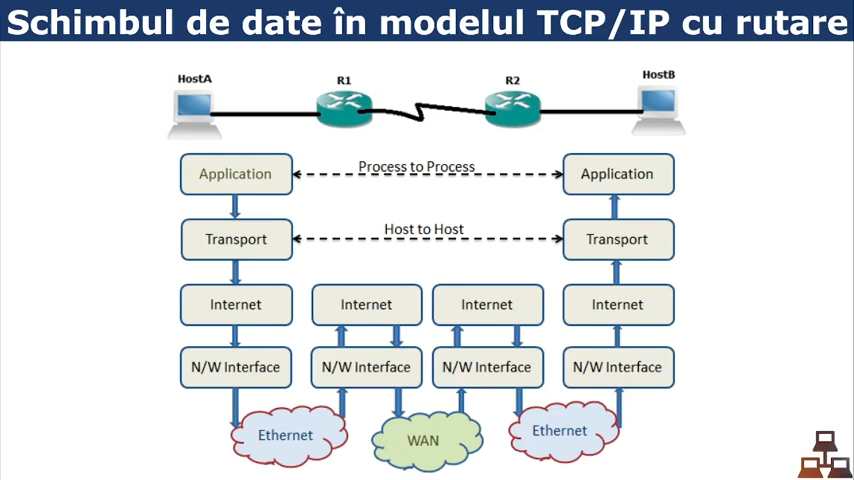 Schimbul de date în modelul TCP/IP cu rutare
HostA
R1
R2
HostB
Application
Process to Process
Application
Transport
Host to Host
Transport
Internet
Internet
Internet
Internet
N/W Interface
N/W Interface
N/W Interface
N/W Interface
Ethernet
WAN
Ethernet